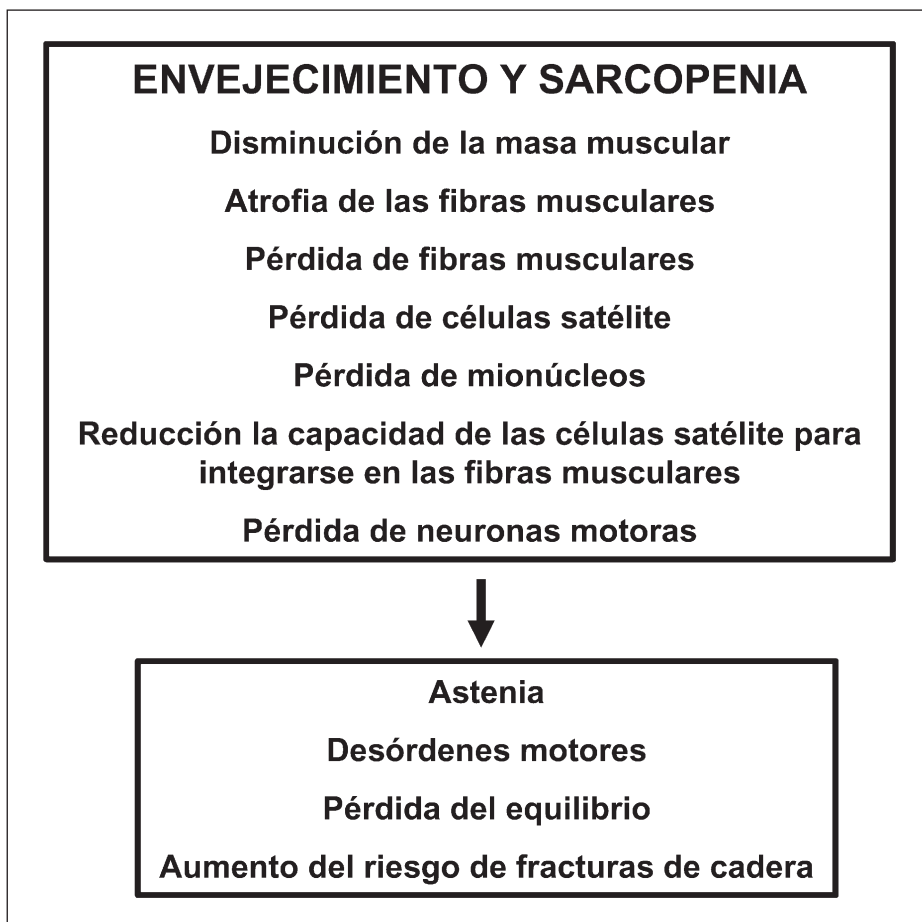 ENVEJECIMIENTO Y SARCOPENIA
Disminución de la masa muscular
Atrofia de las fibras musculares
Pérdida de fibras musculares
Pérdida de células satélite
Pérdida de mionúcleos
Reducción la capacidad de las células satélite para
integrarse en las fibras musculares
Pérdida de neuronas motoras
Astenia
Desórdenes motores
Pérdida del equilibrio
Aumento del riesgo de fracturas de cadera